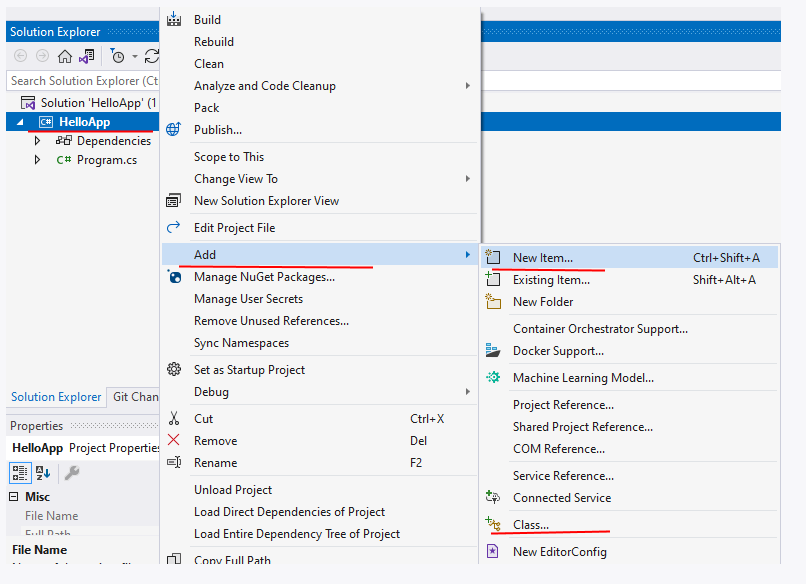 Solution Explorer
Search Solution Explorer (Ct
Solution 'HelloApp' (1
C# HelloApp
Dependencies
C# Program.cs
Solution Explorer Git Chan
Properties
HelloApp Project Properties
Misc
File Name
Full Path
File Name
Build
Rebuild
Clean
Analyze and Code Cleanup
Pack
Publish...
Scope to This
Change View To
New Solution Explorer View
Edit Project File
Add
Manage NuGet Packages...
Manage User Secrets
Remove Unused References...
Sync Namespaces
Set as Startup Project
Debug
Cut Ctrl+X
Remove Del
Rename F2
Unload Project
Load Direct Dependencies of Project
Load Entire Dependency Tree of Project
Copy Full Path
New Item... Ctrl+Shift+A
Existing Item... Shift+Alt+A
New Folder
Container Orchestrator Support...
Docker Support...
Machine Learning Model...
Project Reference...
Shared Project Reference...
COM Reference...
Service Reference...
Connected Service
Class...
New EditorConfig